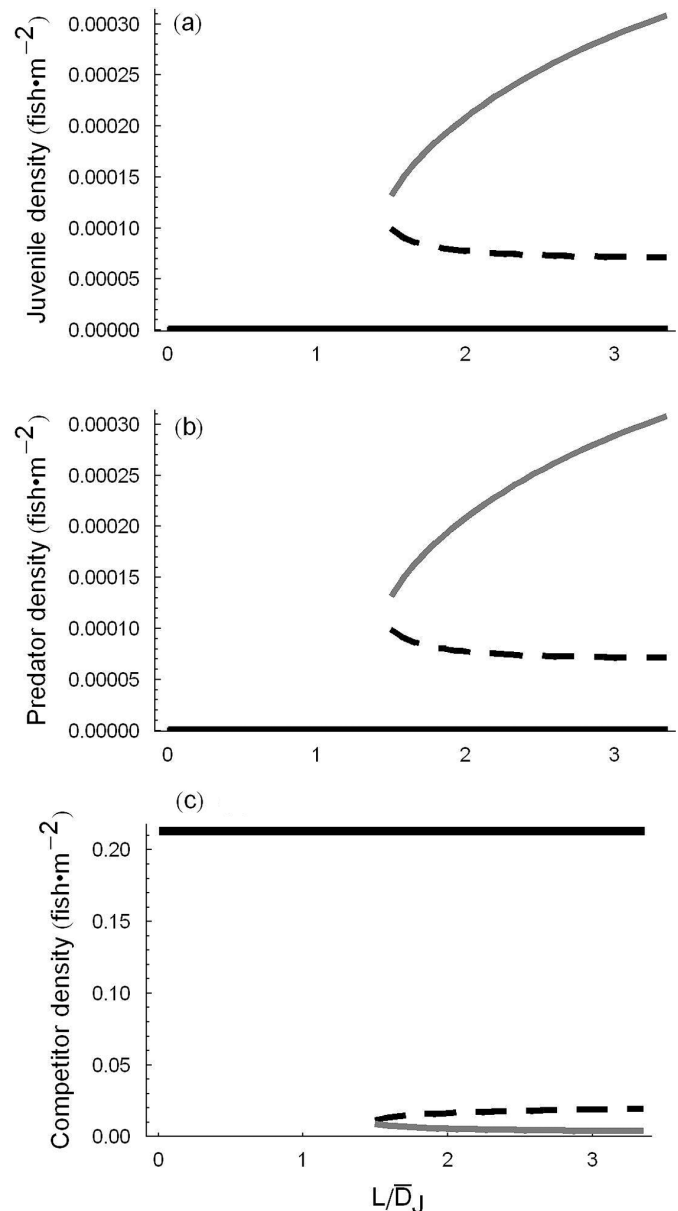 (a)
Juvenile density (fish•m⁻²)
0.00030
0.00025
0.00020
0.00015
0.00010
0.00005
0.00000
0 1 2 3
(b)
Predator density (fish•m⁻²)
0.00030
0.00025
0.00020
0.00015
0.00010
0.00005
0.00000
0 1 2 3
(c)
Competitor density (fish•m⁻²)
0.20
0.15
0.10
0.05
0.00
0 1 2 3
L/D̅_J